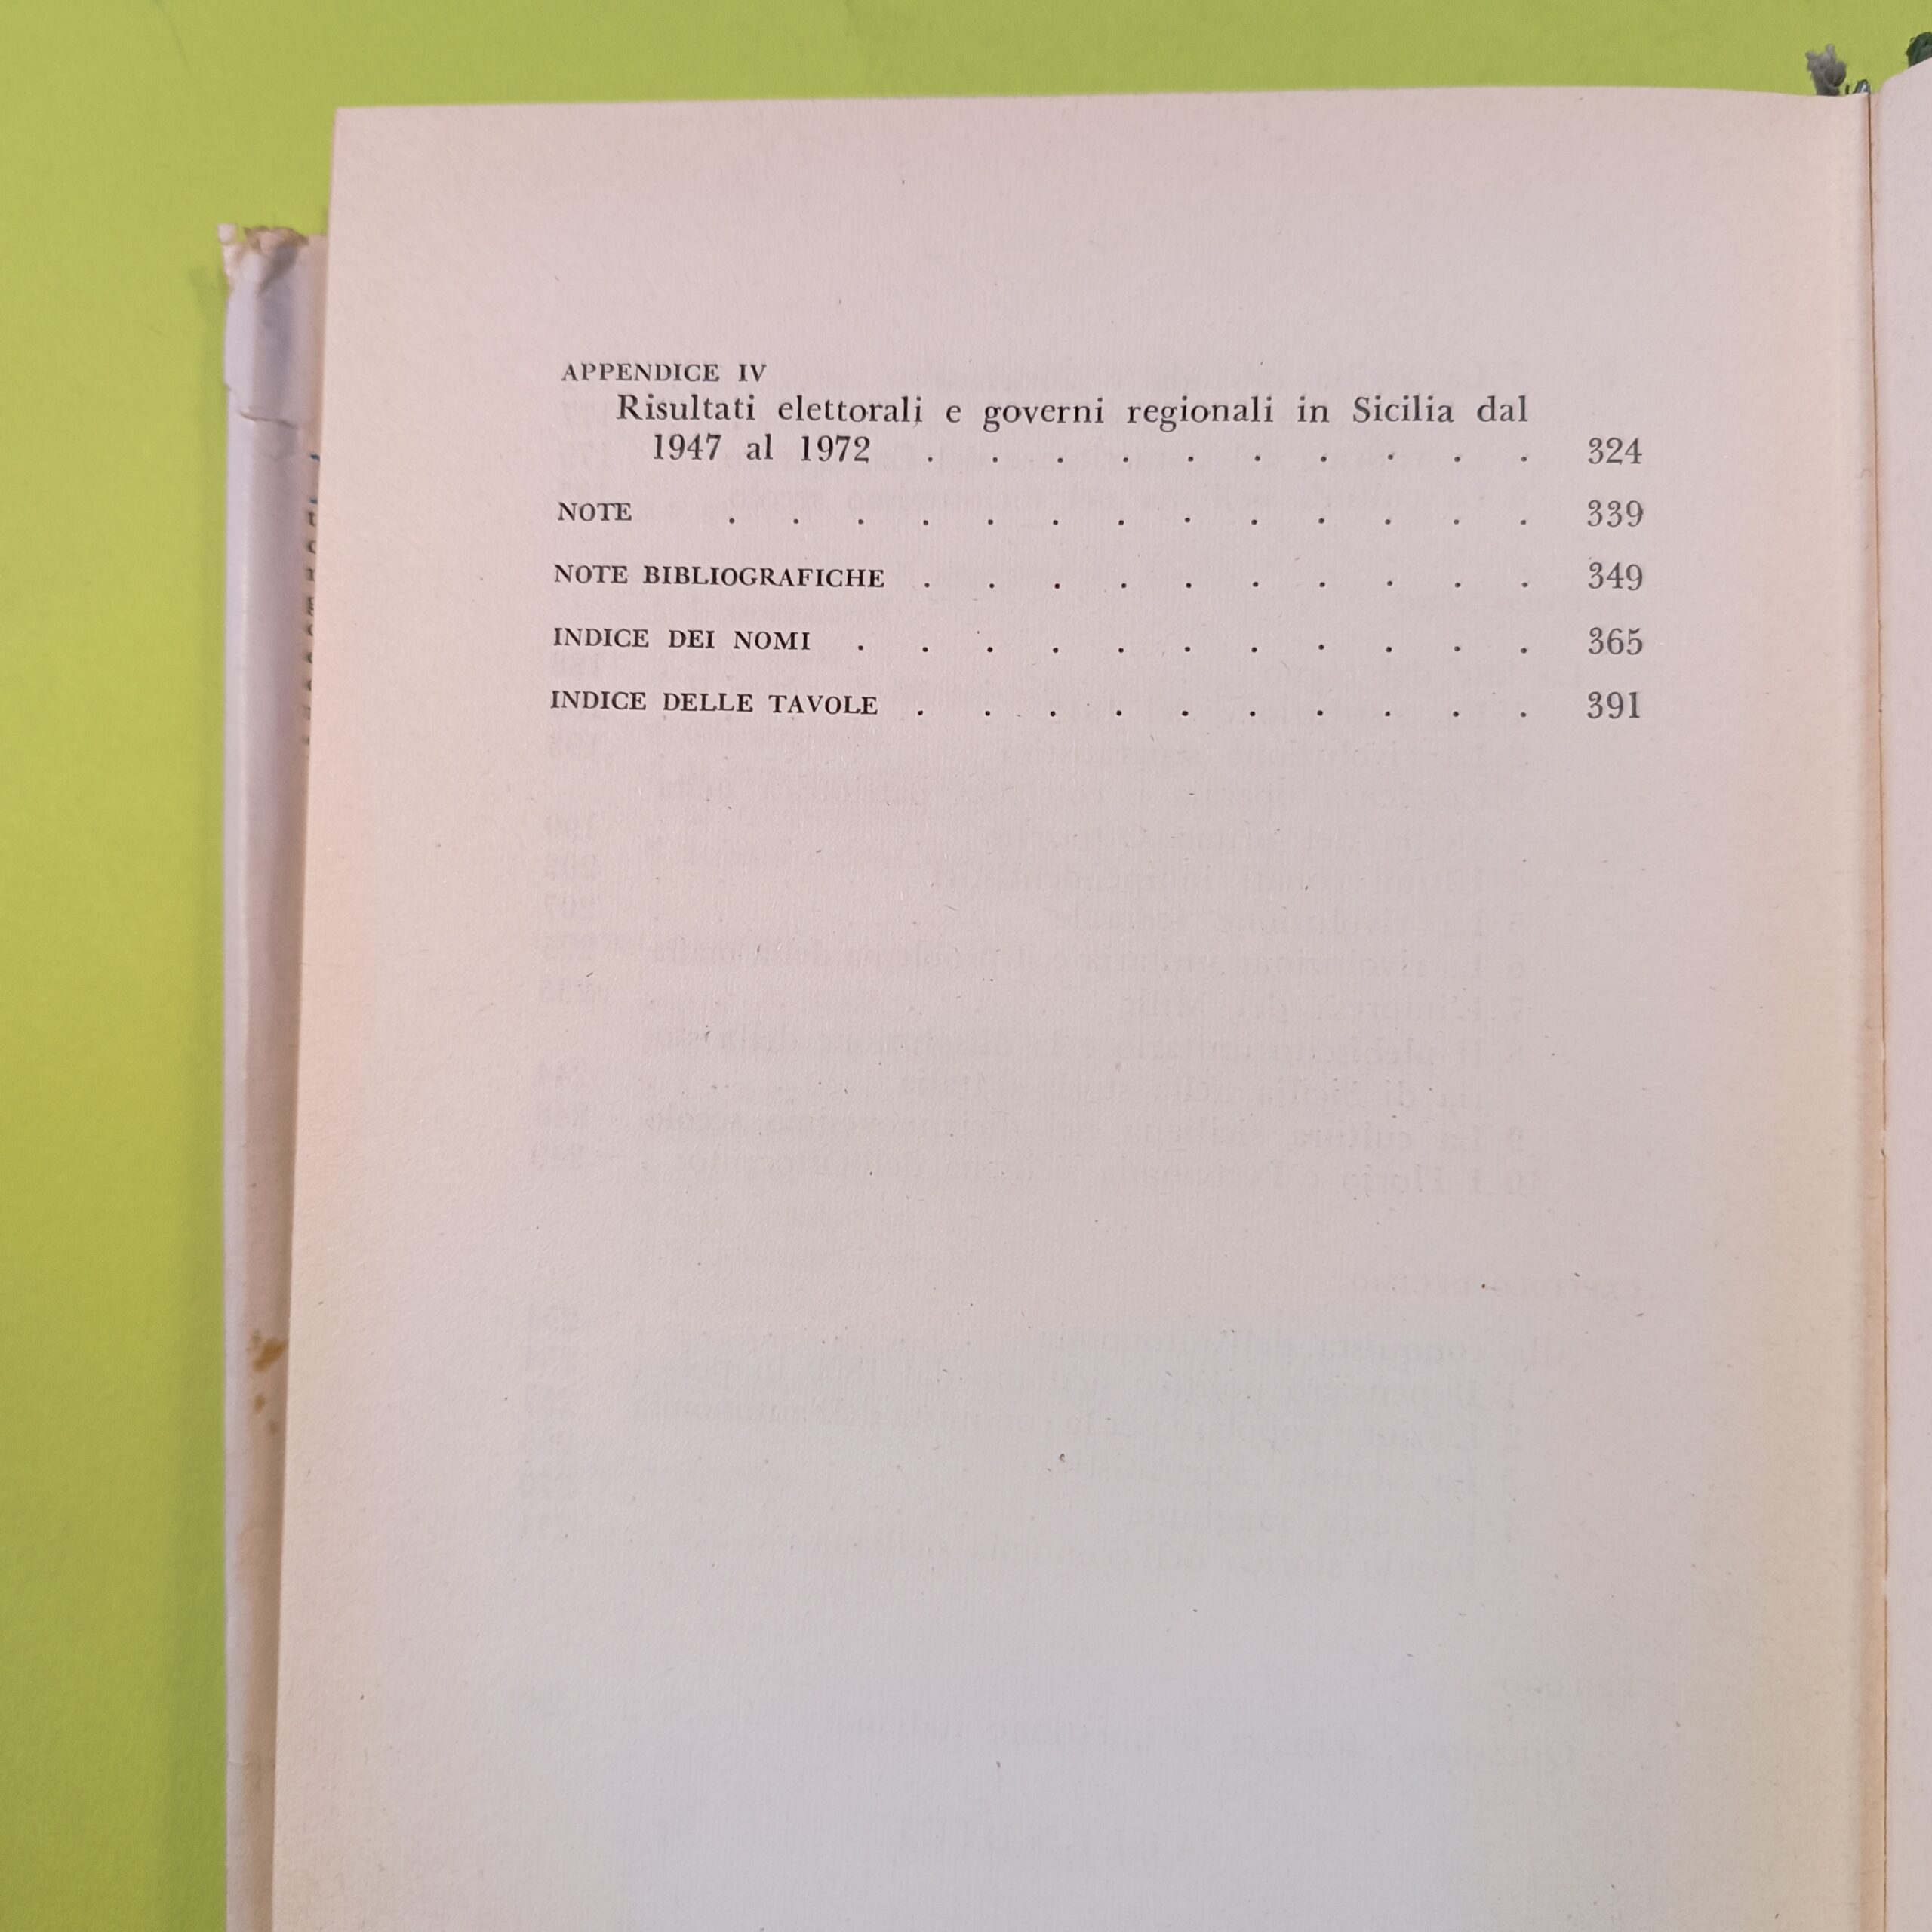 APPENDICE IV
Risultati elettorali e governi regionali in Sicilia dal
1947 al 1972 . . . . . . . . . . 324
NOTE . . . . . . . . . . . . . 339
NOTE BIBLIOGRAFICHE . . . . . . . . . . 349
INDICE DEI NOMI . . . . . . . . . . . 365
INDICE DELLE TAVOLE . . . . . . . . . . 391